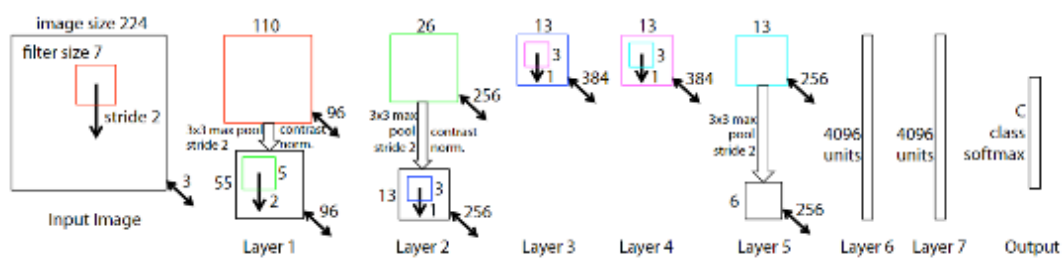 image size 224
filter size 7
stride 2
3
Input Image
110
96
3x3 max pool
stride 2
contrast
norm.
55
5
2
96
Layer 1
26
256
3x3 max
pool
stride 2
contrast
norm.
13
3
1
256
Layer 2
13
3
1
384
Layer 3
13
3
1
384
Layer 4
13
256
3x3 max
pool
stride 2
6
256
Layer 5
4096
units
Layer 6
4096
units
Layer 7
C
class
softmax
Output